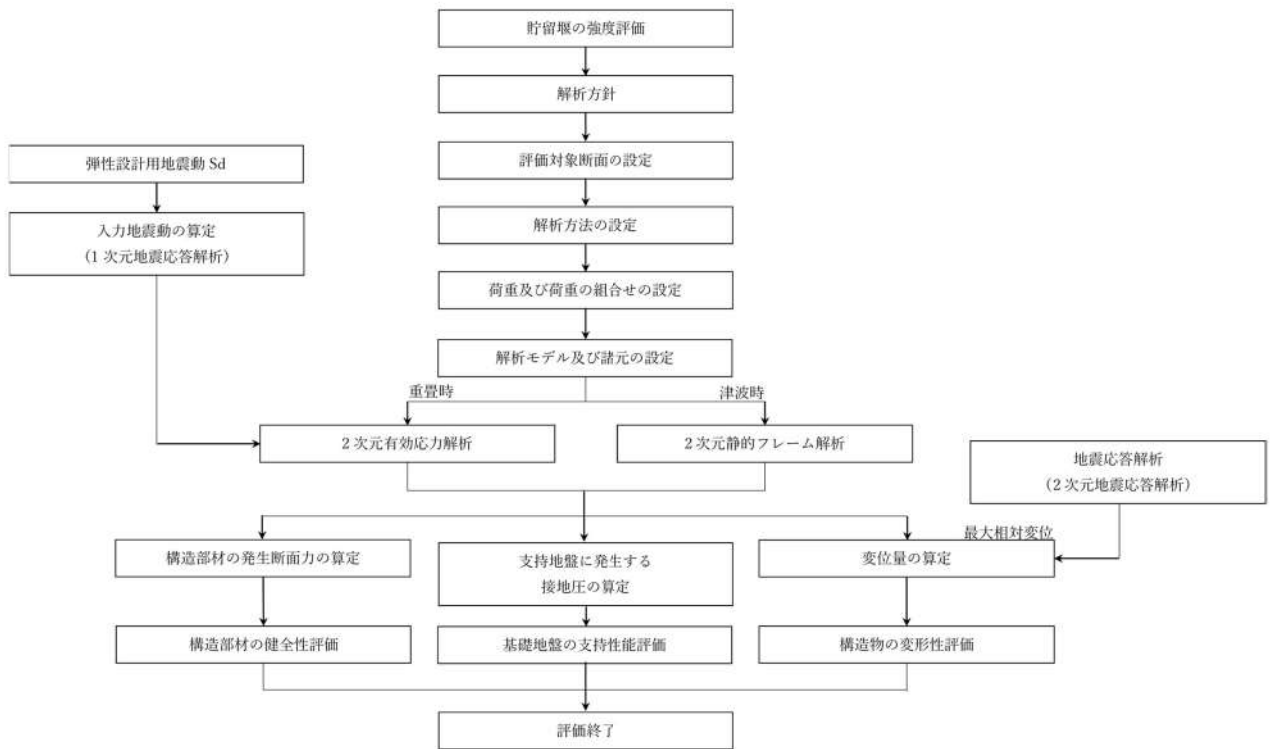 貯留堰の強度評価
解析方針
評価対象断面の設定
弾性設計用地震動 Sd
入力地震動の算定
（1 次元地震応答解析）
解析方法の設定
荷重及び荷重の組合せの設定
解析モデル及び諸元の設定
重畳時
津波時
2 次元有効応力解析
2 次元静的フレーム解析
地震応答解析
（2 次元地震応答解析）
最大相対変位
構造部材の発生断面力の算定
支持地盤に発生する
接地圧の算定
変位量の算定
構造部材の健全性評価
基礎地盤の支持性能評価
構造物の変形性評価
評価終了